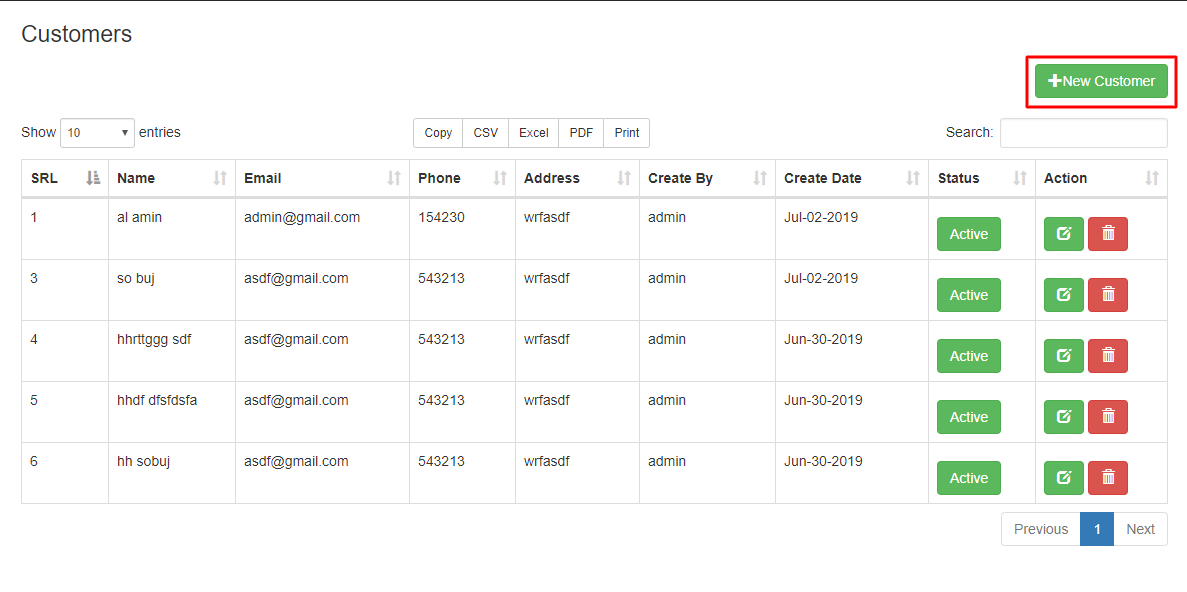 Customers
New Customer
Show 10 entries Copy CSV Excel PDF Print Search:
SRL Name Email Phone Address Create By Create Date Status Action
1 al amin admin@gmail.com 154230 wrfasdf admin Jul-02-2019 Active
3 so buj asdf@gmail.com 543213 wrfasdf admin Jul-02-2019 Active
4 hhrttggg sdf asdf@gmail.com 543213 wrfasdf admin Jun-30-2019 Active
5 hhdf dfsfdsfa asdf@gmail.com 543213 wrfasdf admin Jun-30-2019 Active
6 hh sobuj asdf@gmail.com 543213 wrfasdf admin Jun-30-2019 Active
Previous 1 Next